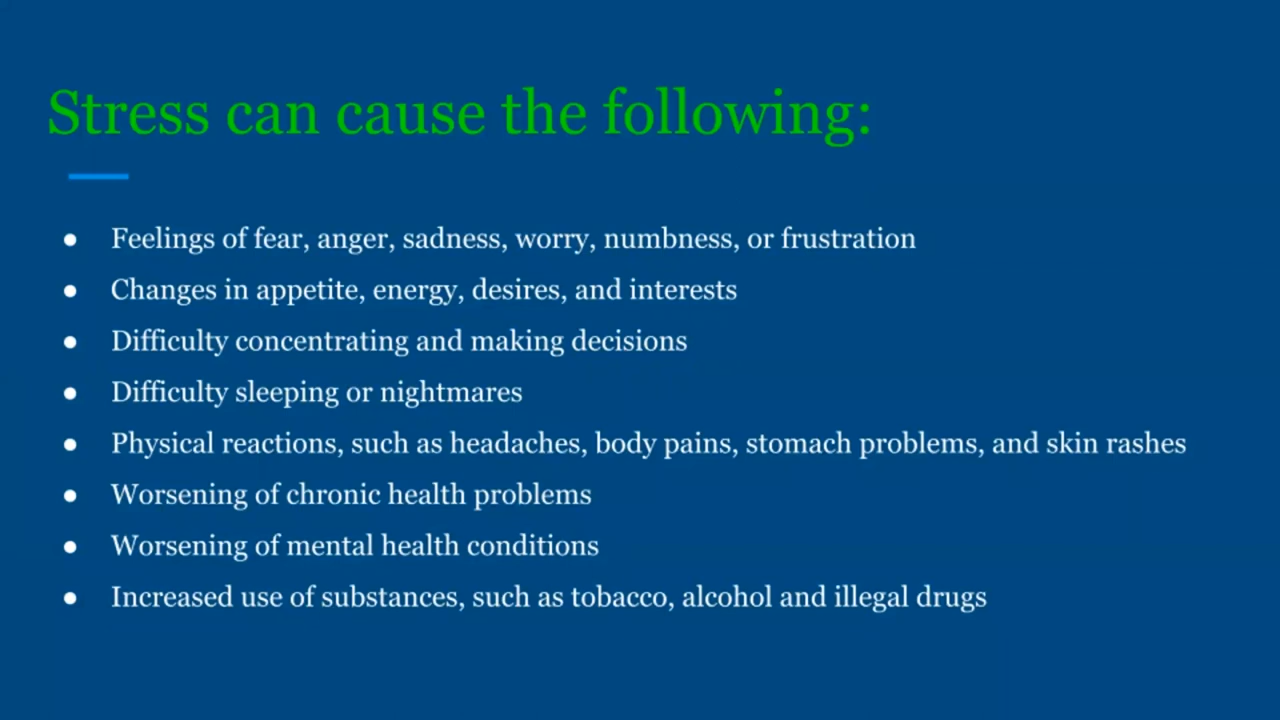 Stress can cause the following:
● Feelings of fear, anger, sadness, worry, numbness, or frustration
● Changes in appetite, energy, desires, and interests
● Difficulty concentrating and making decisions
● Difficulty sleeping or nightmares
● Physical reactions, such as headaches, body pains, stomach problems, and skin rashes
● Worsening of chronic health problems
● Worsening of mental health conditions
● Increased use of substances, such as tobacco, alcohol and illegal drugs